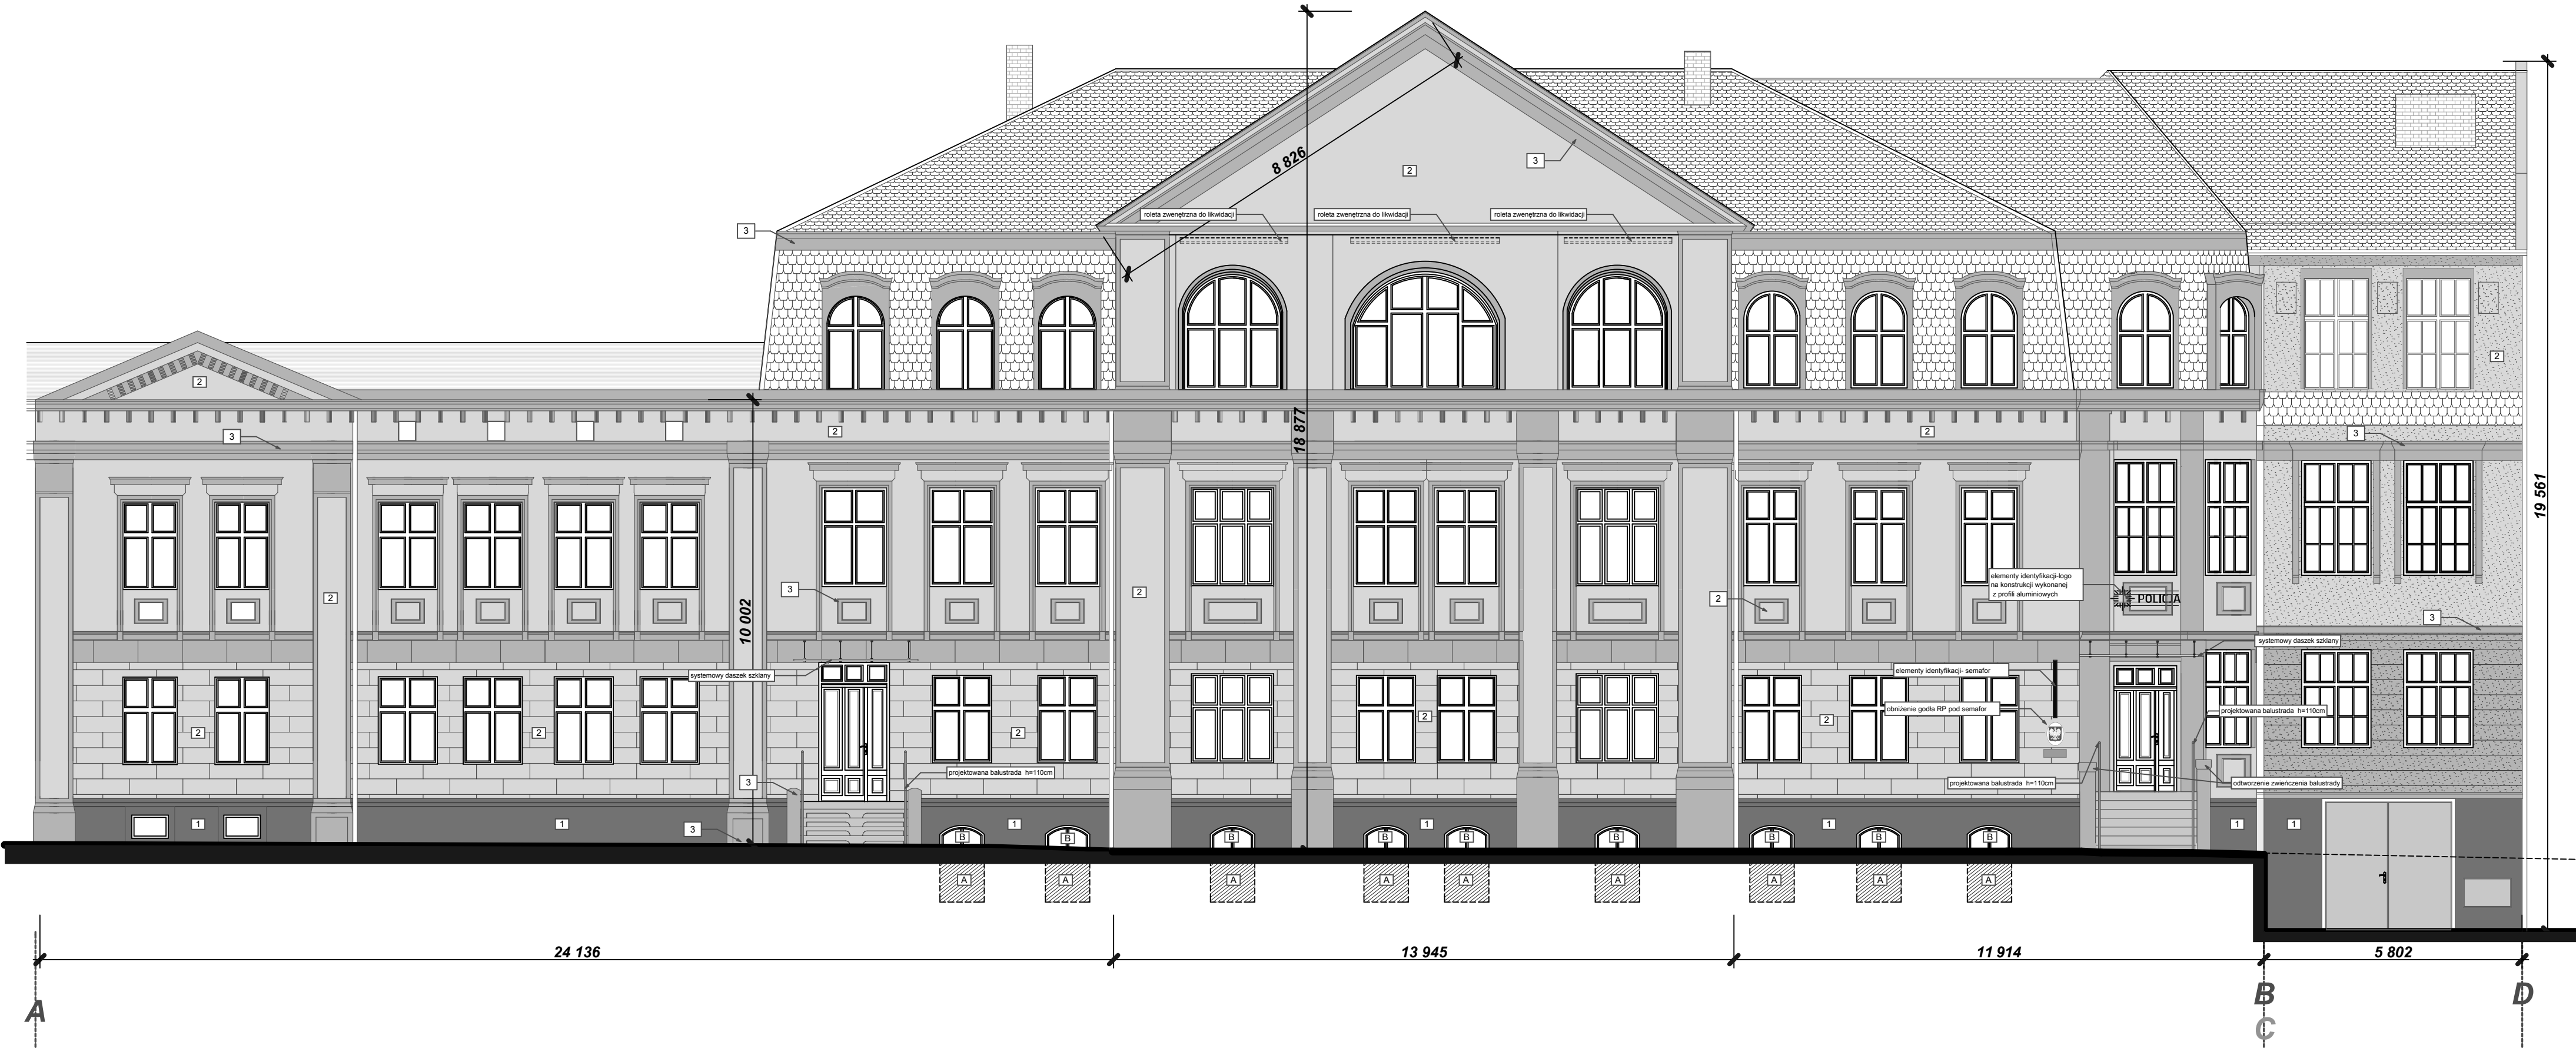 8 826
2
3
roleta zwenętrzna do likwidacji
roleta zwenętrzna do likwidacji
roleta zwenętrzna do likwidacji
3
2
2
3
2
18 877
2
3
19 561
elementy identyfikacji-logo
na konstrukcji wykonanej
z profili aluminiowych
POLICJA
2
3
2
2
10 002
3
systemowy daszek szklany
systemowy daszek szklany
elementy identyfikacji- semafor
obniżenie godła RP pod semafor
projektowana balustrada h=110cm
2
2
2
2
2
3
projektowana balustrada h=110cm
projektowana balustrada h=110cm
odtworzenie zwieńczenia balustrady
1
1
3
1
1
1
1
1
B
B
B
B
B
B
B
B
B
A
A
A
A
A
A
A
A
A
24 136
13 945
11 914
5 802
A
B
D
C